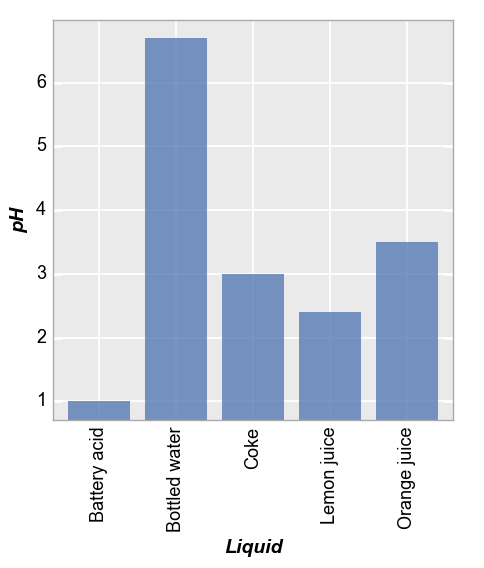 6
5
4
3
2
1
pH
Battery acid
Bottled water
Coke
Lemon juice
Orange juice
Liquid